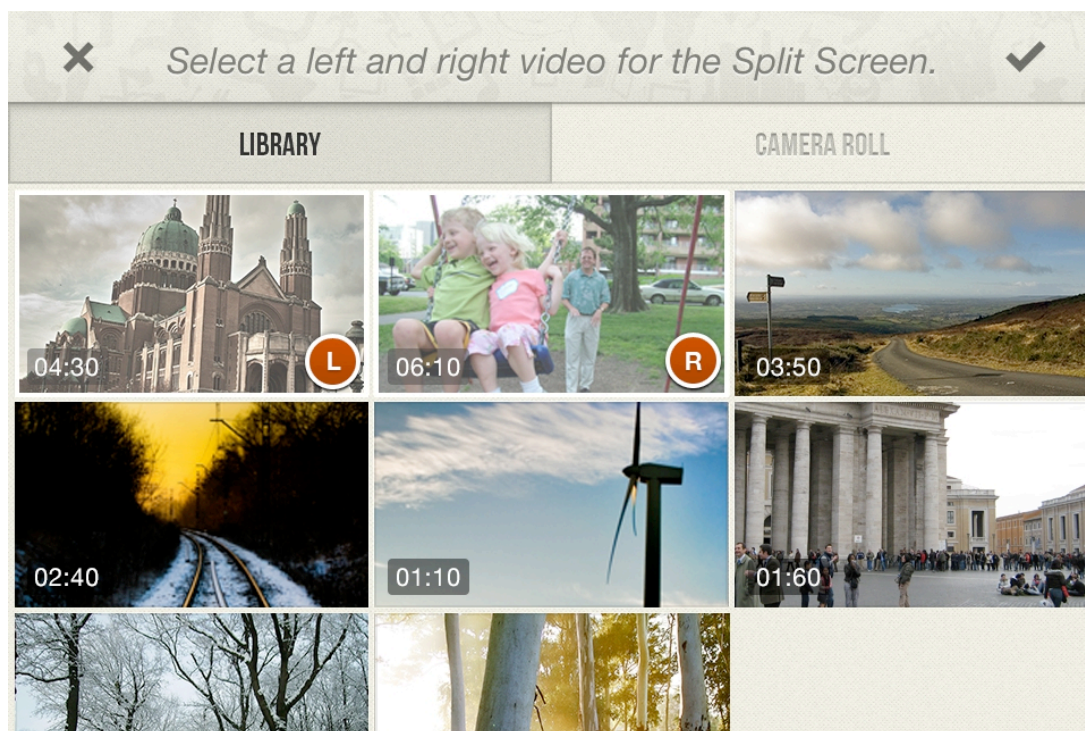 Select a left and right video for the Split Screen.
LIBRARY
CAMERA ROLL
04:30
L
06:10
R
03:50
02:40
01:10
01:60